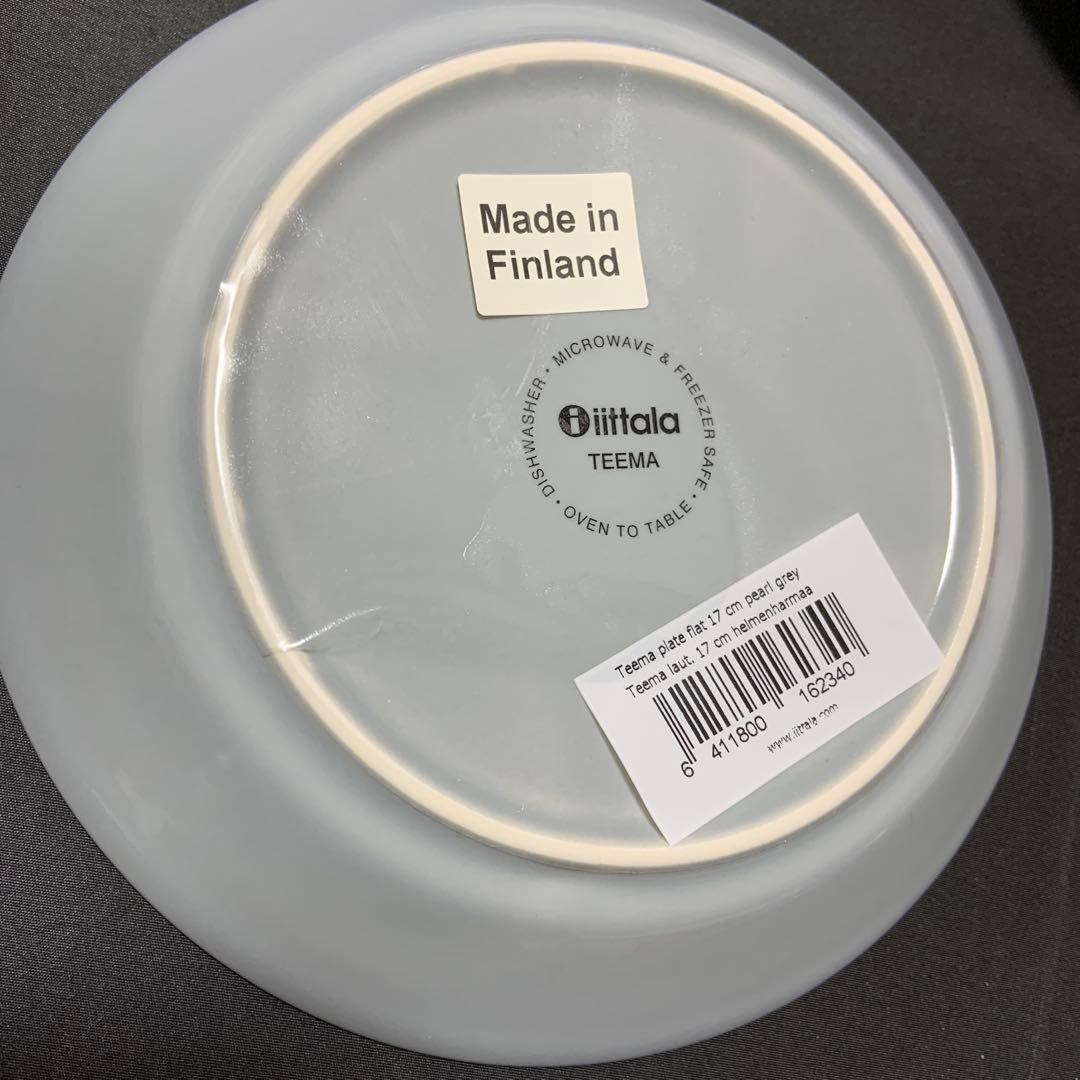 Made in
Finland
DISHWASHER • MICROWAVE & FREEZER SAFE • OVEN TO TABLE •
iittala
TEEMA
Teema plate flat 17 cm pearl grey
Teema laut. 17 cm helmenharmaa
6 411800 162340
www.iittala.com